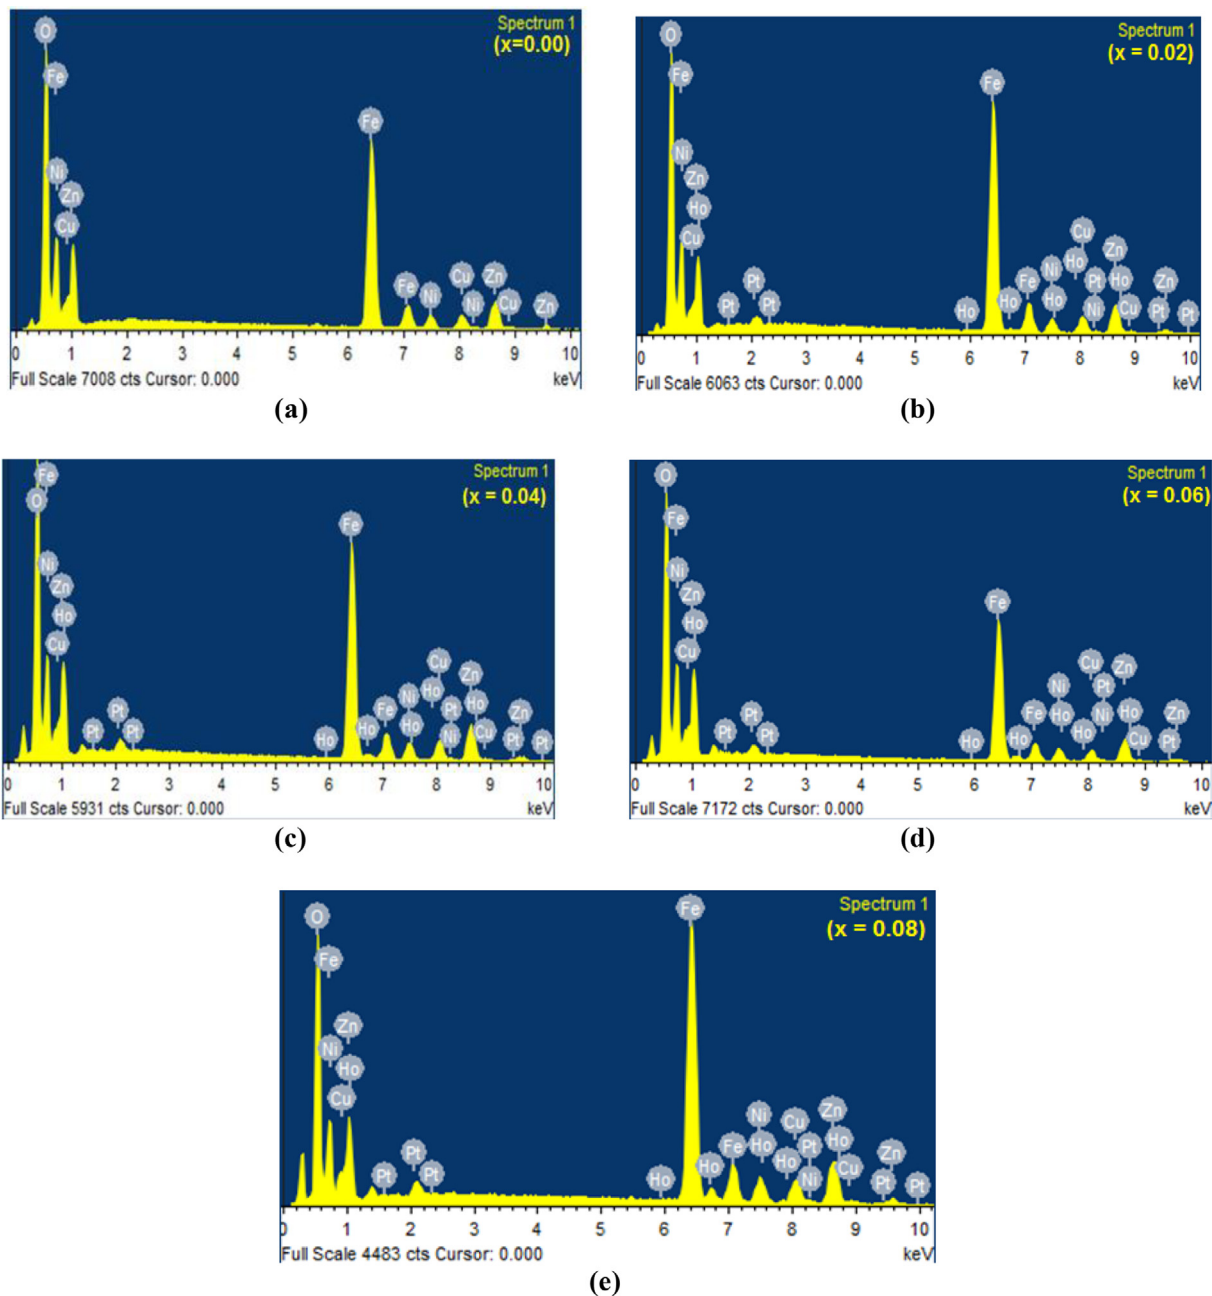 Spectrum 1
(x=0.00)
O
Fe
Ni
Zn
Cu
Fe
Fe
Ni
Cu
Ni
Zn
Cu
Zn
0 1 2 3 4 5 6 7 8 9 10
Full Scale 7008 cts Cursor: 0.000 keV
(a)
Spectrum 1
(x = 0.02)
O
Fe
Ni
Zn
Ho
Cu
Pt
Pt
Pt
Ho
Fe
Ho
Fe
Ni
Ho
Cu
Ho
Pt
Ni
Zn
Ho
Cu
Zn
Pt
Pt
0 1 2 3 4 5 6 7 8 9 10
Full Scale 6063 cts Cursor: 0.000 keV
(b)
Spectrum 1
(x = 0.04)
Fe
O
Ni
Zn
Ho
Cu
Pt
Pt
Pt
Ho
Fe
Ho
Fe
Ni
Ho
Cu
Ho
Pt
Ni
Zn
Ho
Cu
Zn
Pt
Pt
0 1 2 3 4 5 6 7 8 9 10
Full Scale 5931 cts Cursor: 0.000 keV
(c)
Spectrum 1
(x = 0.06)
O
Fe
Ni
Zn
Ho
Cu
Pt
Pt
Pt
Ho
Fe
Ho
Fe
Ni
Ho
Cu
Pt
Ni
Ho
Zn
Ho
Cu
Zn
Pt
0 1 2 3 4 5 6 7 8 9 10
Full Scale 7172 cts Cursor: 0.000 keV
(d)
Spectrum 1
(x = 0.08)
O
Fe
Zn
Ni
Ho
Cu
Pt
Pt
Pt
Ho
Fe
Ho
Fe
Ni
Ho
Cu
Ho
Pt
Ni
Zn
Ho
Cu
Zn
Pt
Pt
0 1 2 3 4 5 6 7 8 9 10
Full Scale 4483 cts Cursor: 0.000 keV
(e)